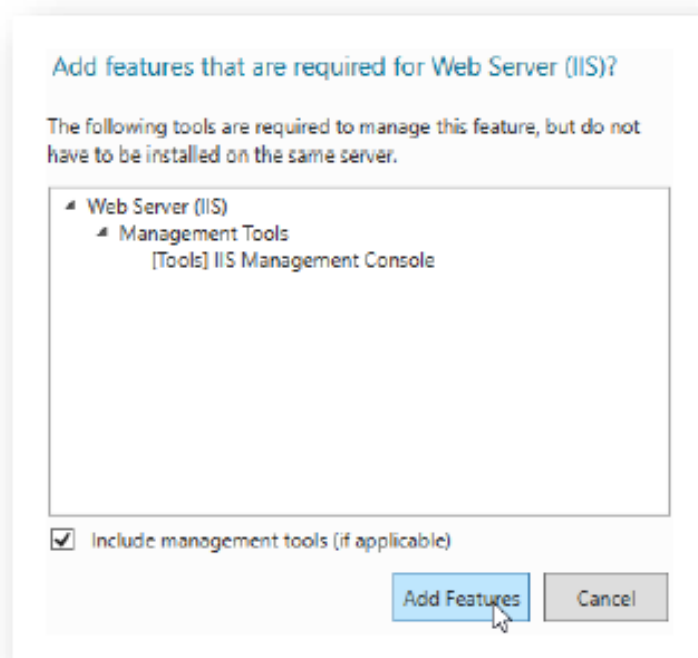 Add features that are required for Web Server (IIS)?
The following tools are required to manage this feature, but do not
have to be installed on the same server.
Web Server (IIS)
Management Tools
[Tools] IIS Management Console
Include management tools (if applicable)
Add Features
Cancel